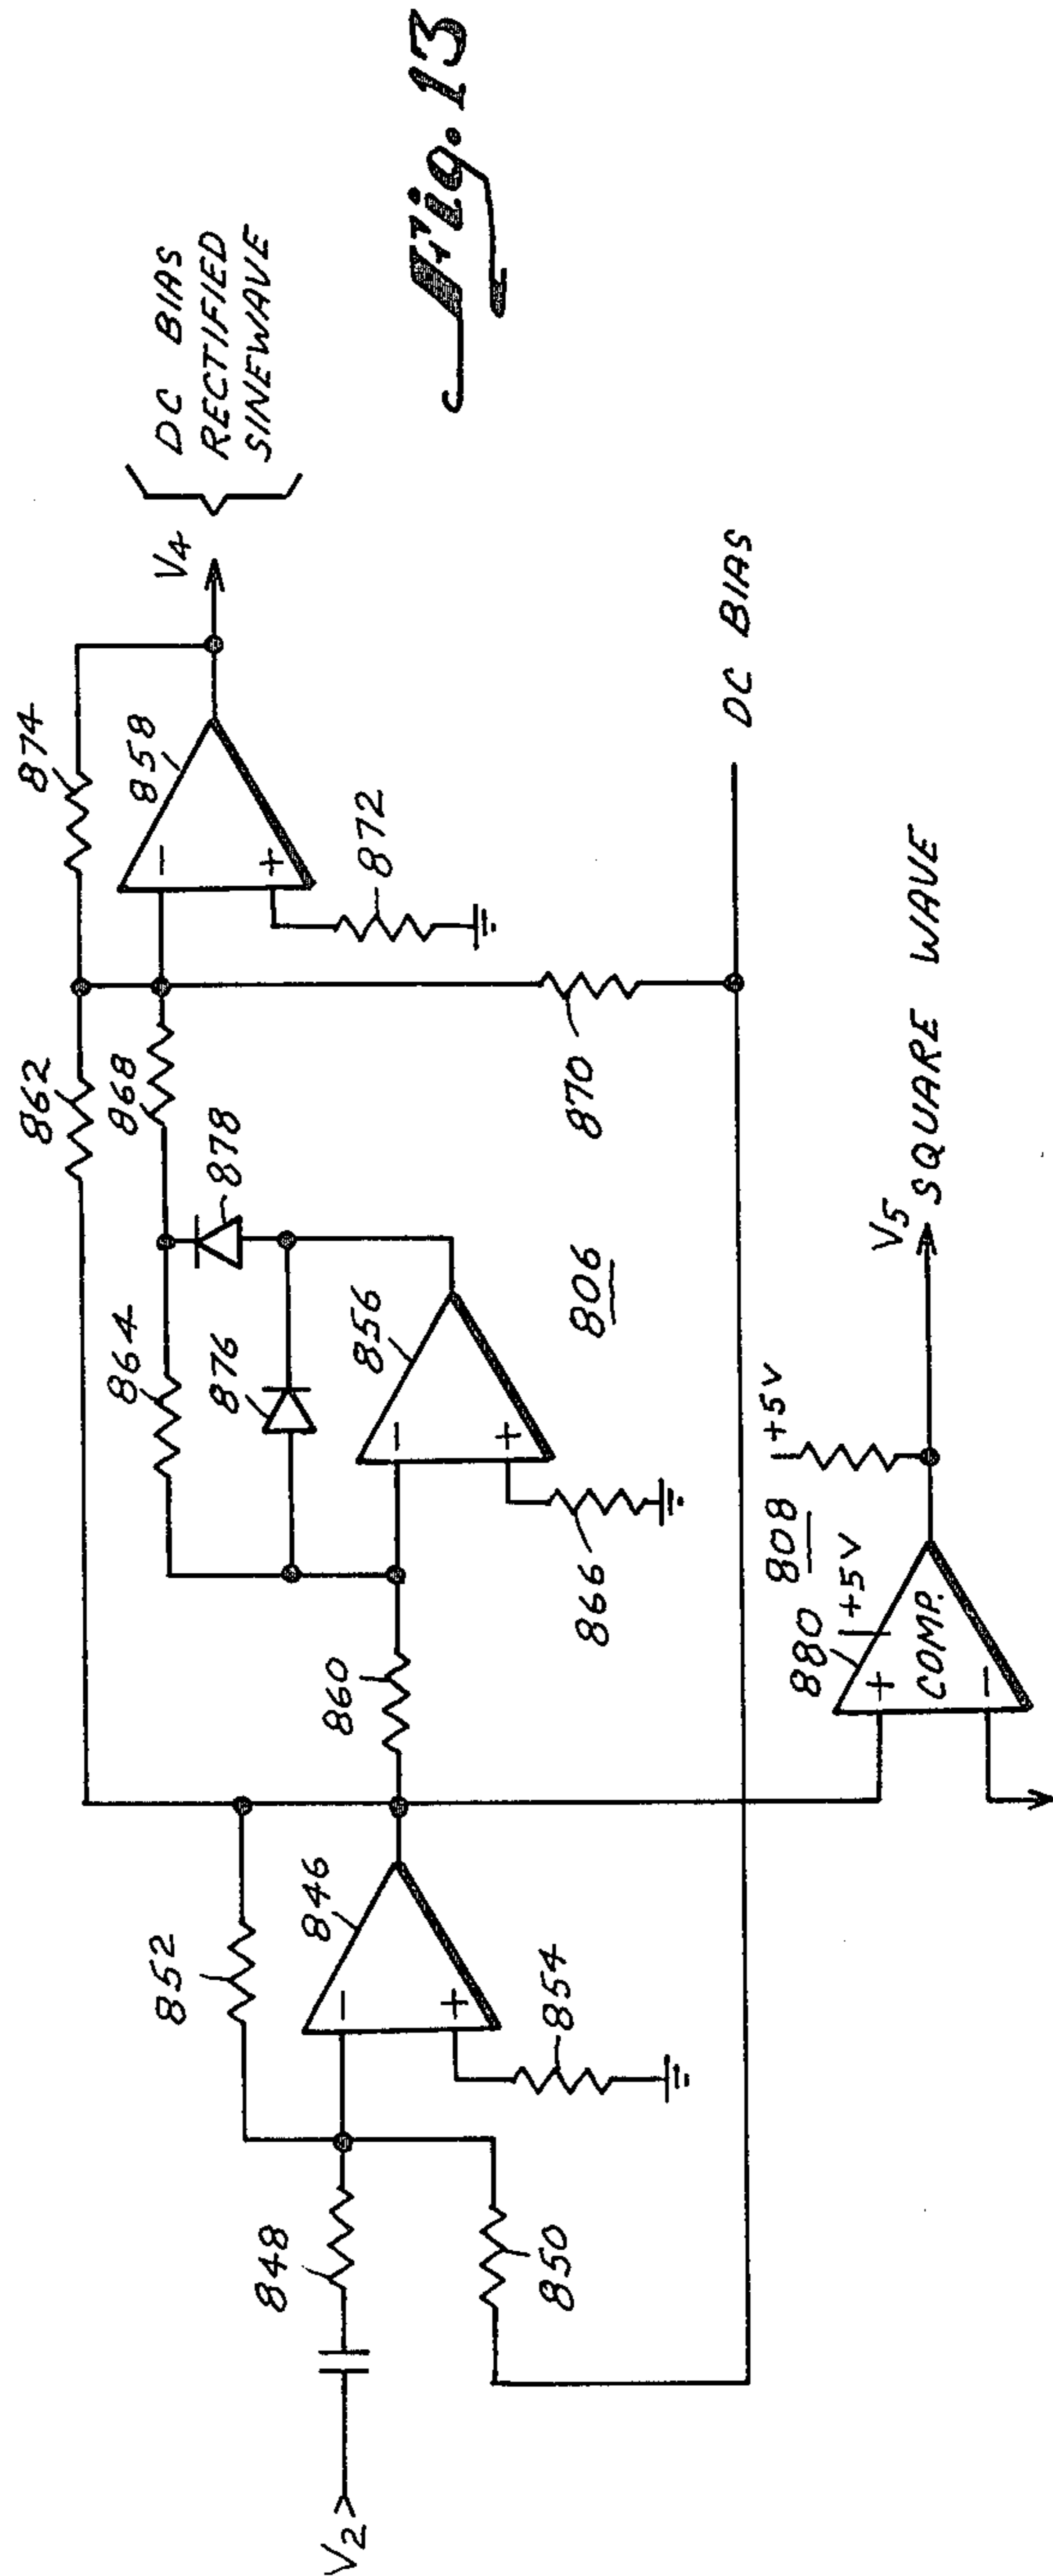 Fig. 13
DC BIAS
RECTIFIED
SINEWAVE
V4
874
858
872
862
868
870
878
864
876
856
866
806
860
852
846
854
848
850
V2
DC BIAS
V5 SQUARE WAVE
+5V
808
880
+5V
COMP.
-
+
-
+
-
+
+
-